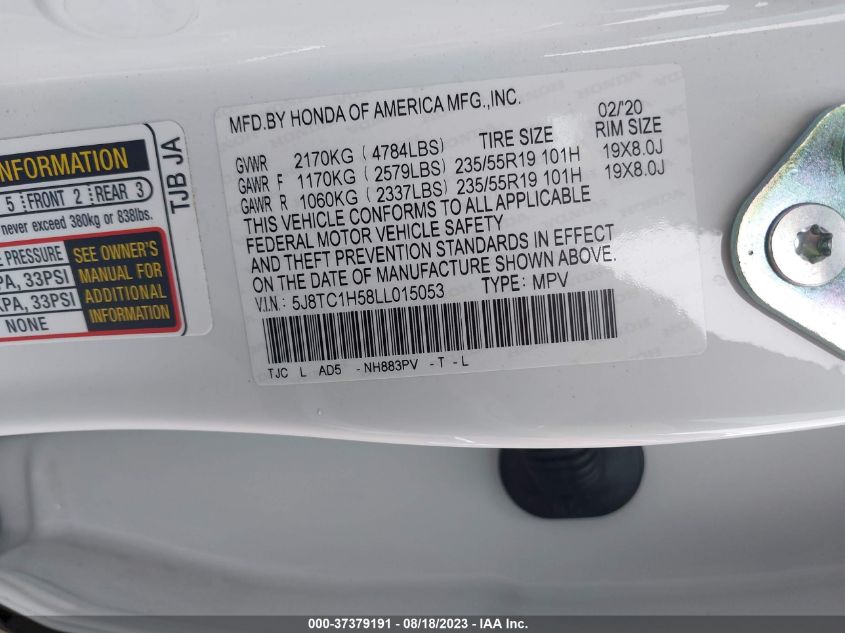 MFD.BY HONDA OF AMERICA MFG.,INC. 02/'20
GVWR 2170KG ( 4784LBS) TIRE SIZE RIM SIZE
GAWR F 1170KG ( 2579LBS) 235/55R19 101H 19X8.0J
GAWR R 1060KG ( 2337LBS) 235/55R19 101H 19X8.0J
THIS VEHICLE CONFORMS TO ALL APPLICABLE
FEDERAL MOTOR VEHICLE SAFETY
AND THEFT PREVENTION STANDARDS IN EFFECT
ON THE DATE OF MANUFACTURE SHOWN ABOVE.
V.I.N.: 5J8TC1H58LL015053 TYPE: MPV
TJC L AD5 -NH883PV -T -L
INFORMATION
5 FRONT 2 REAR 3
never exceed 380kg or 838lbs.
PRESSURE
PA, 33PSI
KPA, 33PSI
NONE
SEE OWNER'S
MANUAL FOR
ADDITIONAL
INFORMATION
TJB JA
000-37379191 - 08/18/2023 - IAA Inc.